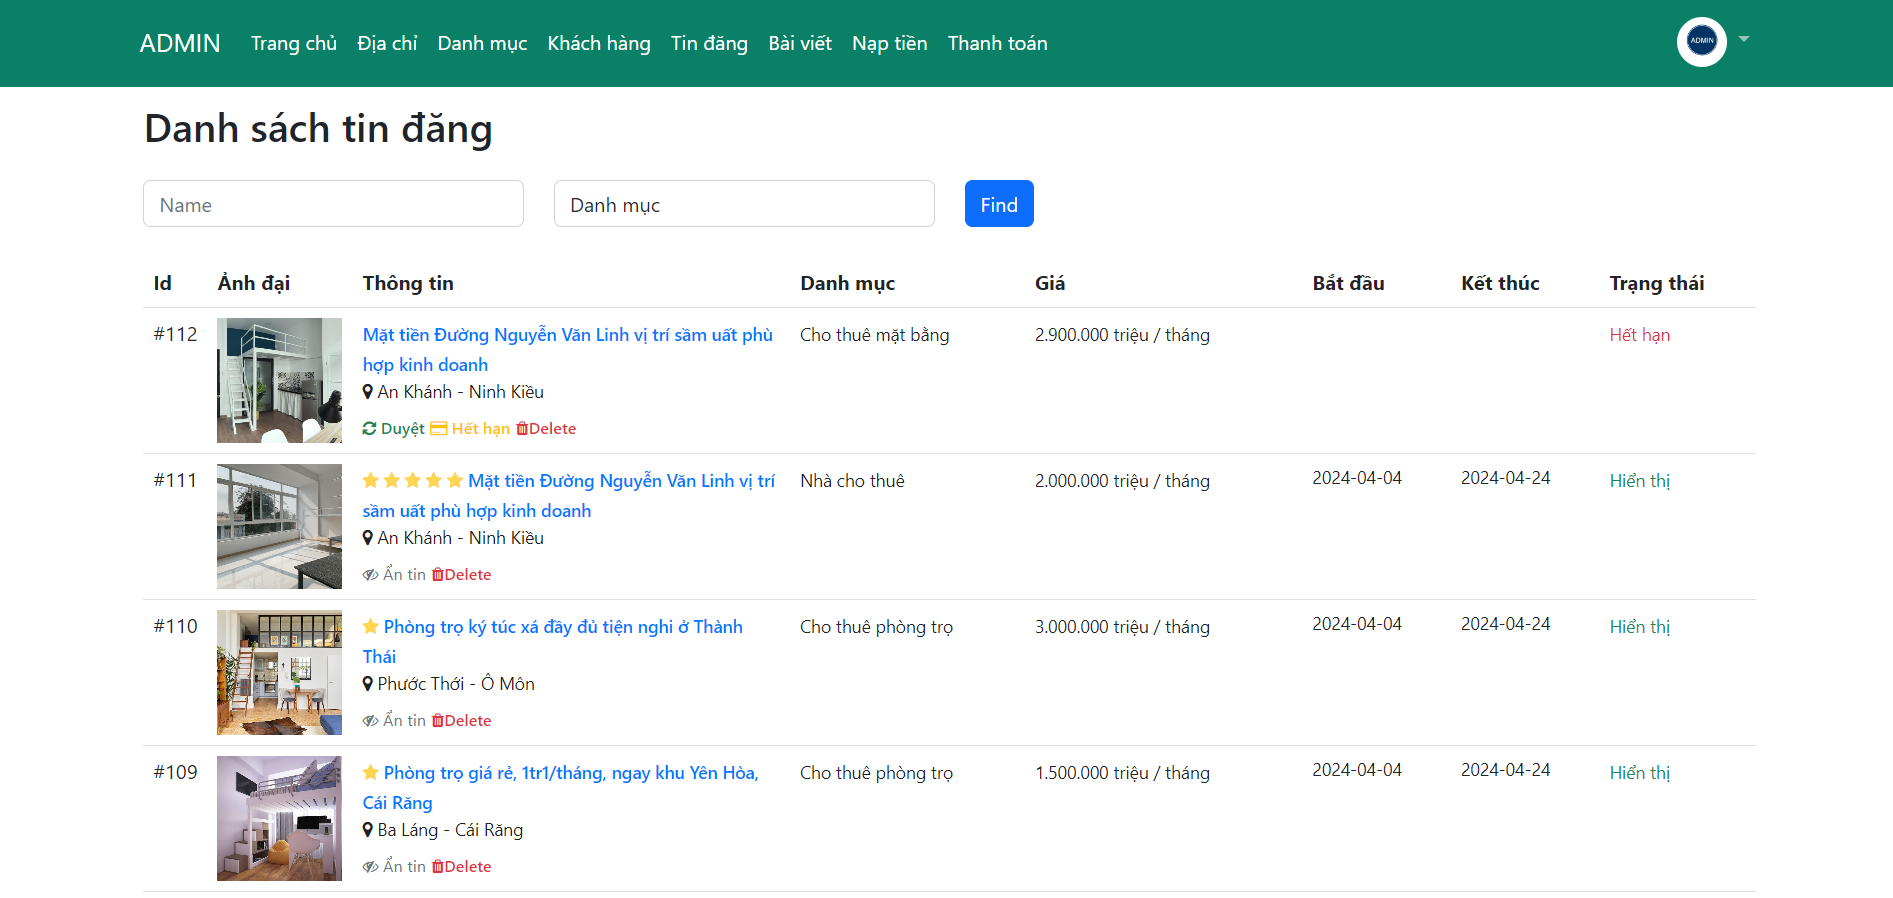 ADMIN Trang chủ Địa chỉ Danh mục Khách hàng Tin đăng Bài viết Nạp tiền Thanh toán ADMIN
Danh sách tin đăng
Name Danh mục Find
Id Ảnh đại Thông tin Danh mục Giá Bắt đầu Kết thúc Trạng thái
#112 Mặt tiền Đường Nguyễn Văn Linh vị trí sầm uất phù Cho thuê mặt bằng 2.900.000 triệu / tháng Hết hạn
hợp kinh doanh
An Khánh - Ninh Kiều
Duyệt Hết hạn Delete
#111 Mặt tiền Đường Nguyễn Văn Linh vị trí Nhà cho thuê 2.000.000 triệu / tháng 2024-04-04 2024-04-24 Hiển thị
sầm uất phù hợp kinh doanh
An Khánh - Ninh Kiều
Ẩn tin Delete
#110 Phòng trọ ký túc xá đầy đủ tiện nghi ở Thành Cho thuê phòng trọ 3.000.000 triệu / tháng 2024-04-04 2024-04-24 Hiển thị
Thái
Phước Thới - Ô Môn
Ẩn tin Delete
#109 Phòng trọ giá rẻ, 1tr1/tháng, ngay khu Yên Hòa, Cho thuê phòng trọ 1.500.000 triệu / tháng 2024-04-04 2024-04-24 Hiển thị
Cái Răng
Ba Láng - Cái Răng
Ẩn tin Delete